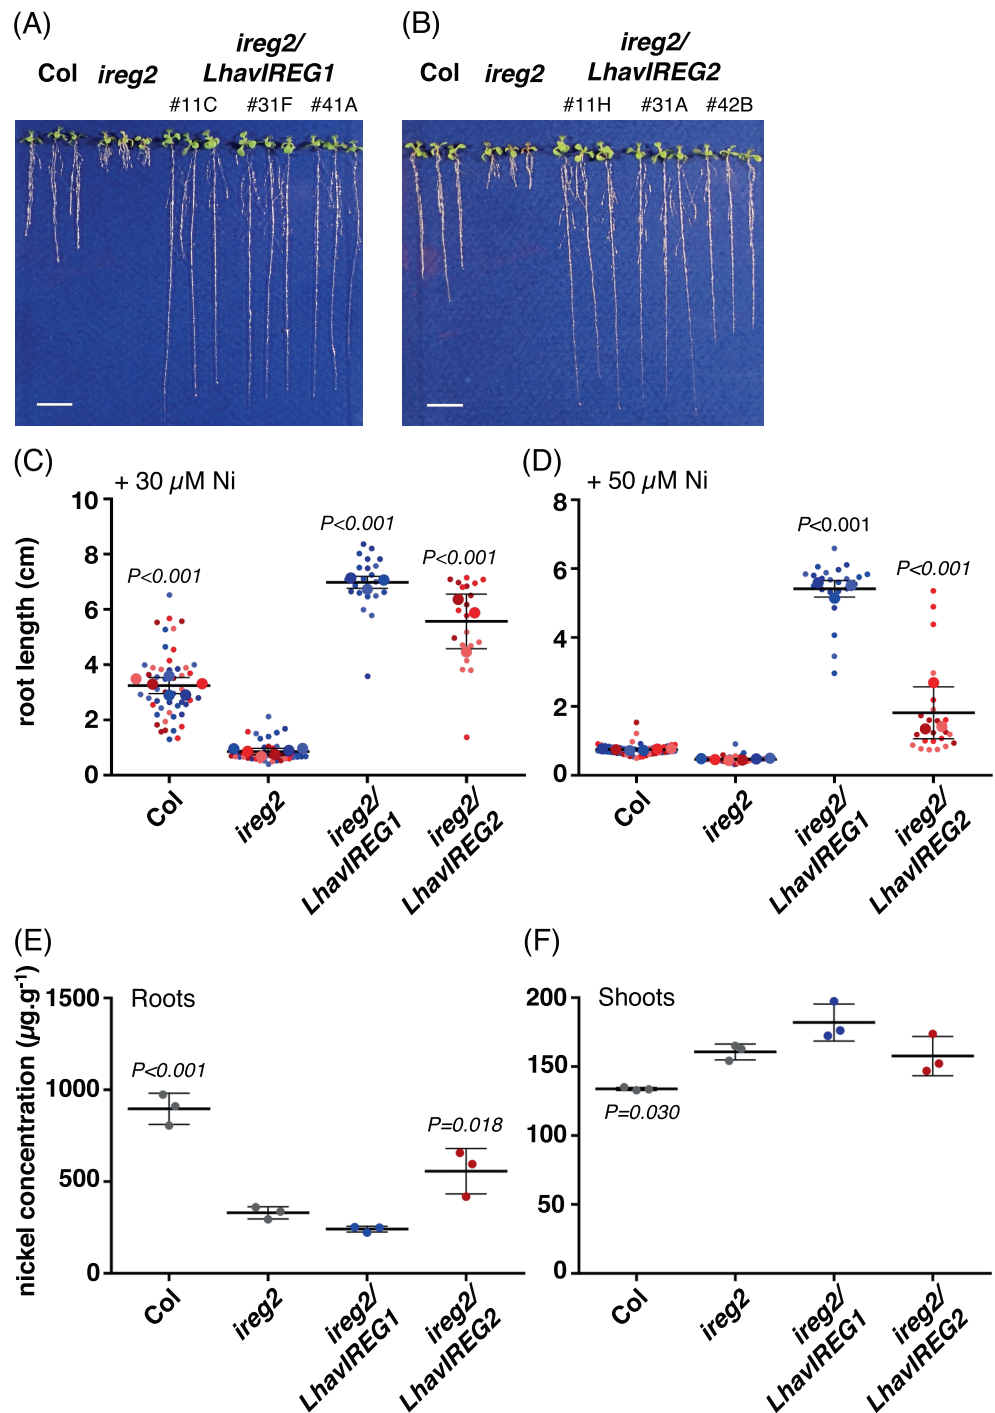 (A)
Col
ireg2
ireg2/
LhavIREG1
#11C
#31F
#41A
(B)
Col
ireg2
ireg2/
LhavIREG2
#11H
#31A
#42B
(C)
+ 30 µM Ni
root length (cm)
10
8
6
4
2
0
P<0.001
P<0.001
P<0.001
Col
ireg2
ireg2/
LhavIREG1
ireg2/
LhavIREG2
(D)
+ 50 µM Ni
8
6
4
2
0
P<0.001
P<0.001
Col
ireg2
ireg2/
LhavIREG1
ireg2/
LhavIREG2
(E)
Roots
nickel concentration (µg.g⁻¹)
1500
1000
500
0
P<0.001
P=0.018
Col
ireg2
ireg2/
LhavIREG1
ireg2/
LhavIREG2
(F)
Shoots
200
150
100
50
0
P=0.030
Col
ireg2
ireg2/
LhavIREG1
ireg2/
LhavIREG2